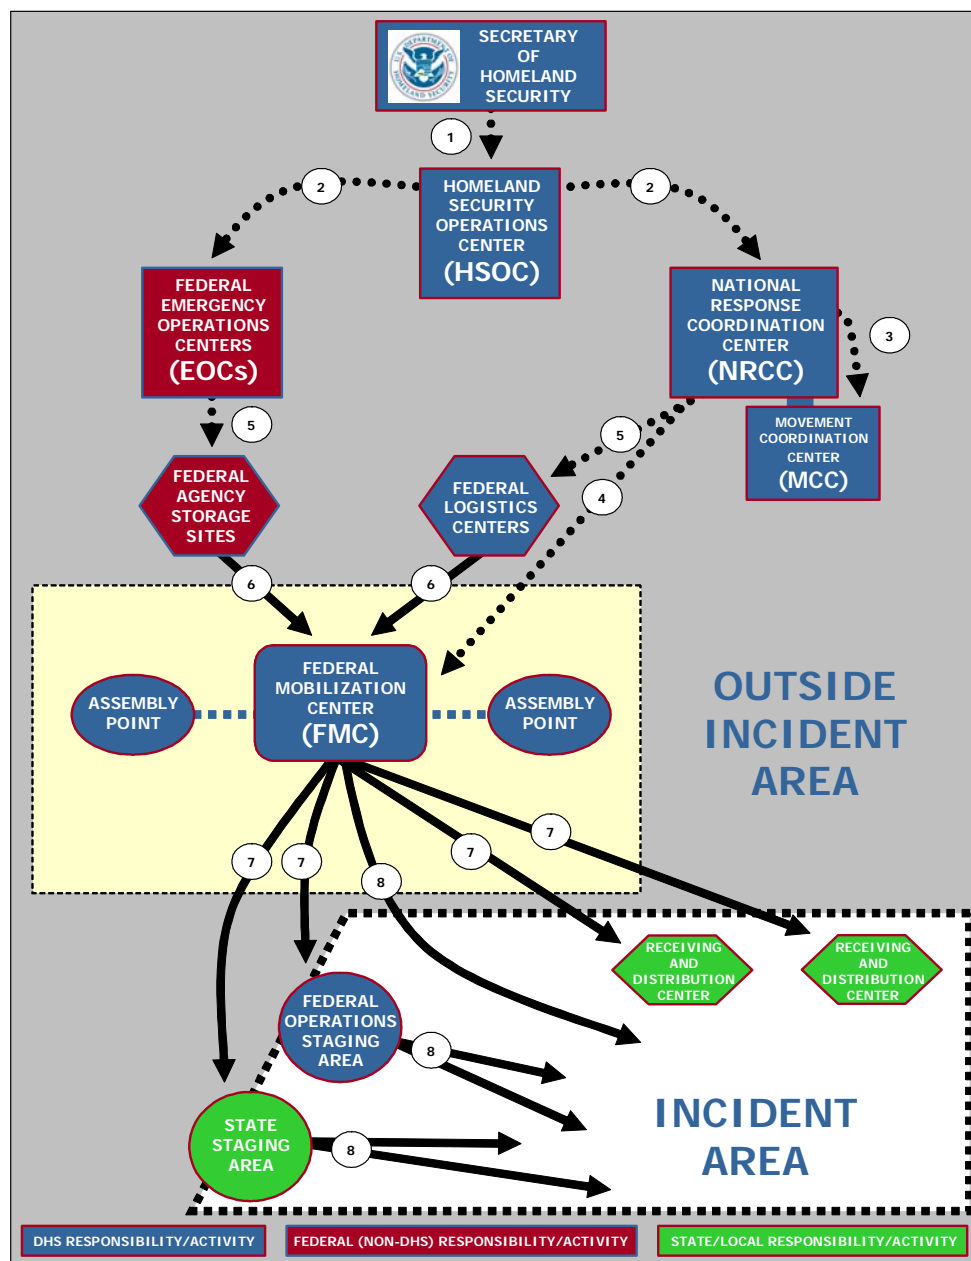 SECRETARY
OF
HOMELAND
SECURITY
U.S. DEPARTMENT OF
HOMELAND SECURITY
1
2
2
HOMELAND
SECURITY
OPERATIONS
CENTER
(HSOC)
FEDERAL
EMERGENCY
OPERATIONS
CENTERS
(EOCs)
NATIONAL
RESPONSE
COORDINATION
CENTER
(NRCC)
3
MOVEMENT
COORDINATION
CENTER
(MCC)
5
5
4
FEDERAL
AGENCY
STORAGE
SITES
FEDERAL
LOGISTICS
CENTERS
6
6
ASSEMBLY
POINT
FEDERAL
MOBILIZATION
CENTER
(FMC)
ASSEMBLY
POINT
OUTSIDE
INCIDENT
AREA
7
7
8
7
7
RECEIVING
AND
DISTRIBUTION
CENTER
RECEIVING
AND
DISTRIBUTION
CENTER
FEDERAL
OPERATIONS
STAGING
AREA
8
STATE
STAGING
AREA
8
INCIDENT
AREA
DHS RESPONSIBILITY/ACTIVITY
FEDERAL (NON-DHS) RESPONSIBILITY/ACTIVITY
STATE/LOCAL RESPONSIBILITY/ACTIVITY